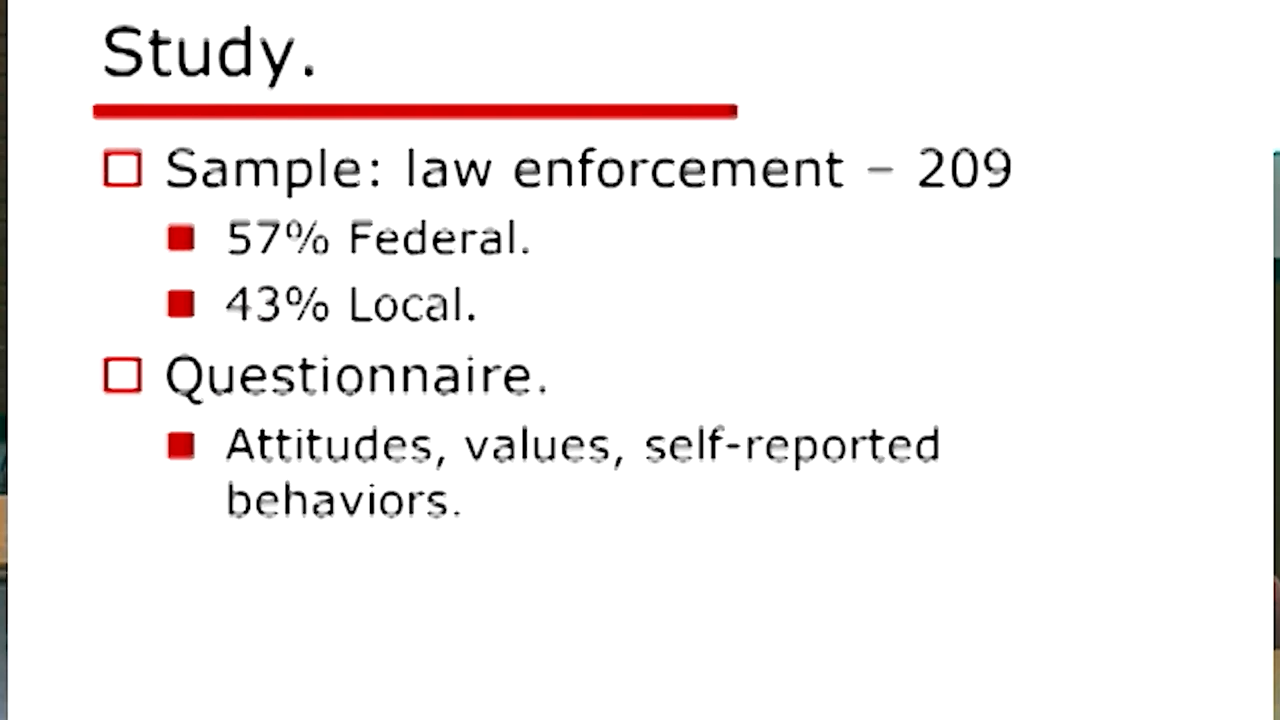 Study.
Sample: law enforcement – 209
57% Federal.
43% Local.
Questionnaire.
Attitudes, values, self-reported
behaviors.